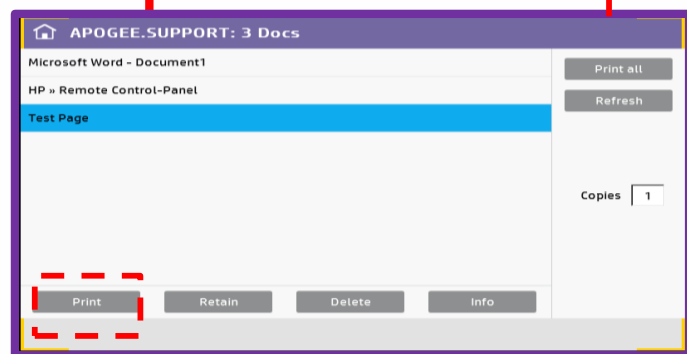 APOGEE.SUPPORT: 3 Docs
Microsoft Word - Document1
HP » Remote Control-Panel
Test Page
Print all
Refresh
Copies 1
Print Retain Delete Info